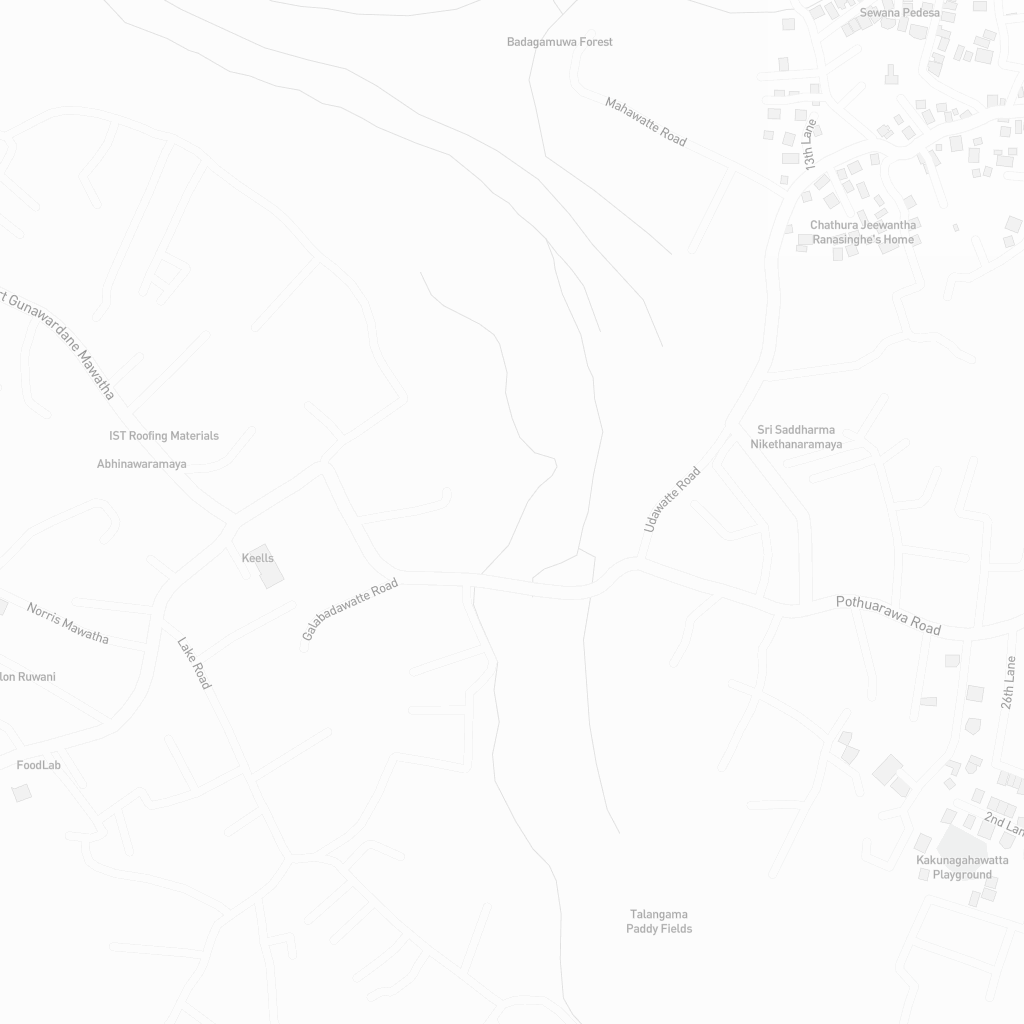 Sewana Pedesa
Badagamuwa Forest
Mahawatte Road
13th Lane
Chathura Jeewantha
Ranasinghe's Home
Gunawardane Mawatha
IST Roofing Materials
Sri Saddharma
Nikethanaramaya
Abhinawaramaya
Udawatte Road
Keells
Galabadawatte Road
Pothuarawa Road
Norris Mawatha
Lake Road
26th Lane
Ruwani
FoodLab
2nd
Kakunagahawatta
Playground
Talangama
Paddy Fields